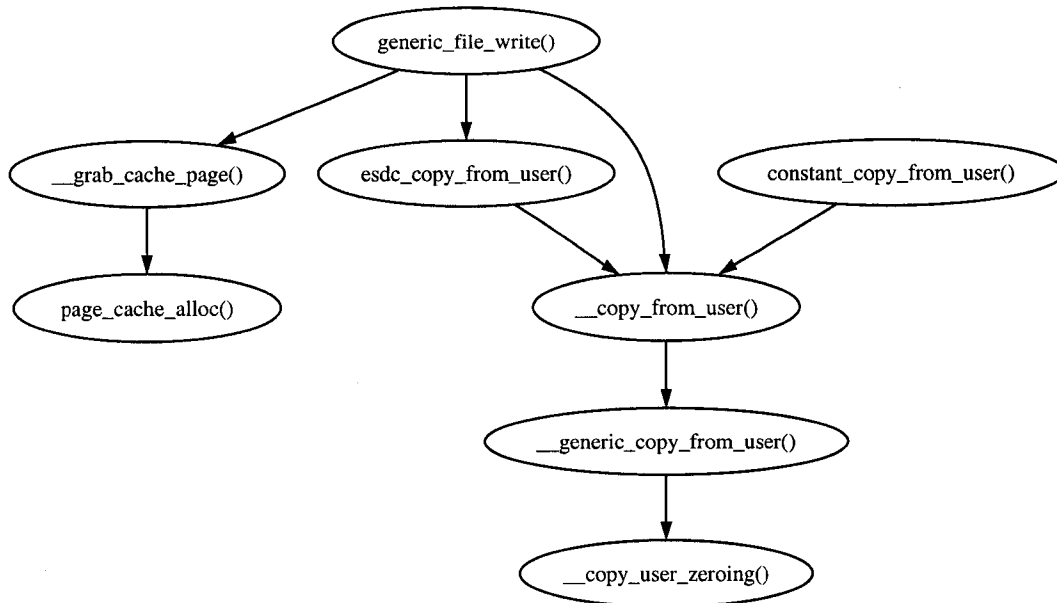 generic_file_write()
__grab_cache_page()
esdc_copy_from_user()
constant_copy_from_user()
page_cache_alloc()
__copy_from_user()
__generic_copy_from_user()
__copy_user_zeroing()